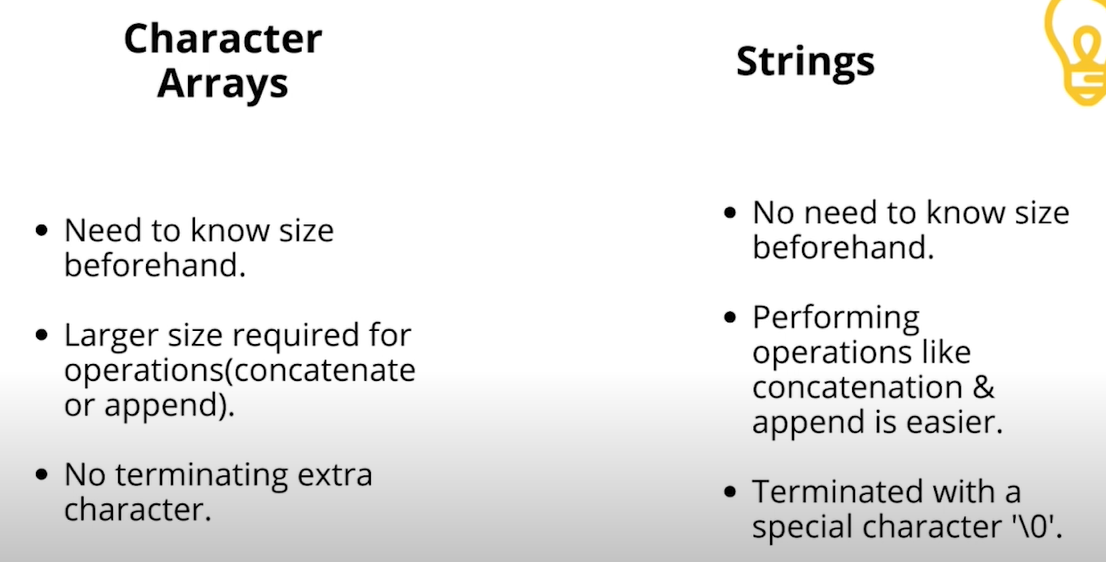 Character
Arrays
• Need to know size
beforehand.
• Larger size required for
operations(concatenate
or append).
• No terminating extra
character.
Strings
• No need to know size
beforehand.
• Performing
operations like
concatenation &
append is easier.
• Terminated with a
special character '\0'.